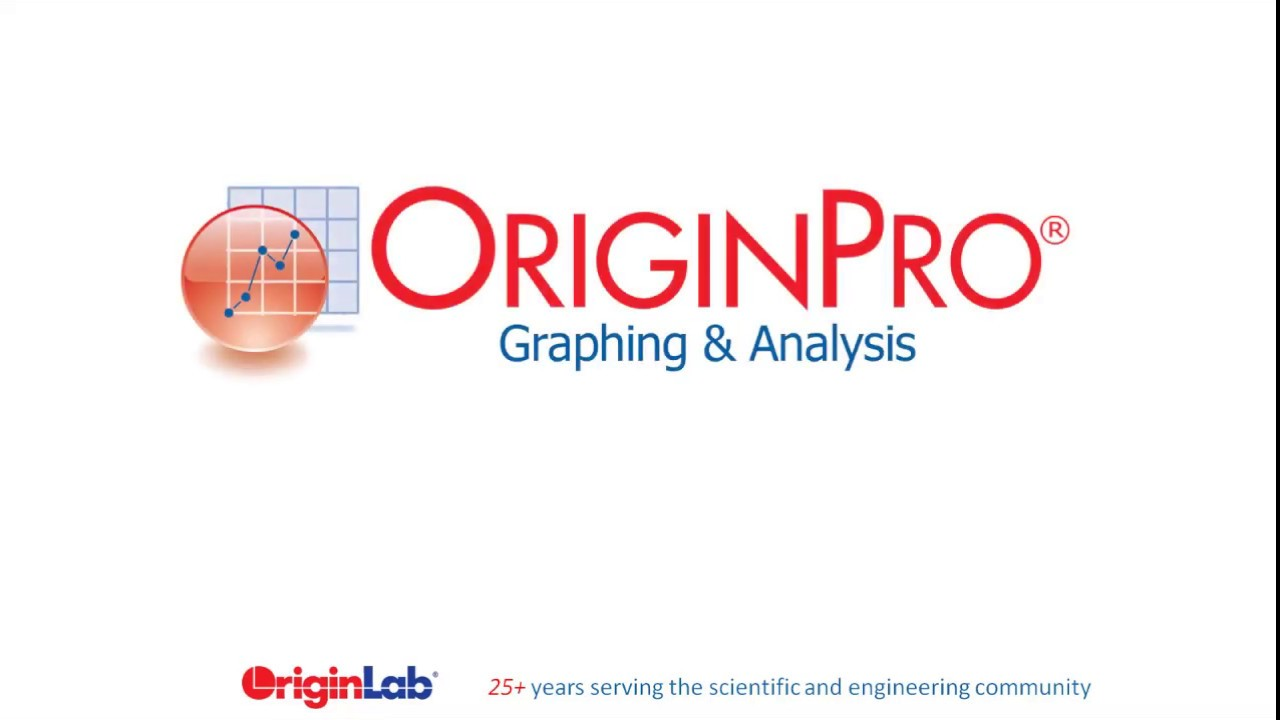 ORIGINPRO®
Graphing & Analysis
OriginLab®
25+ years serving the scientific and engineering community